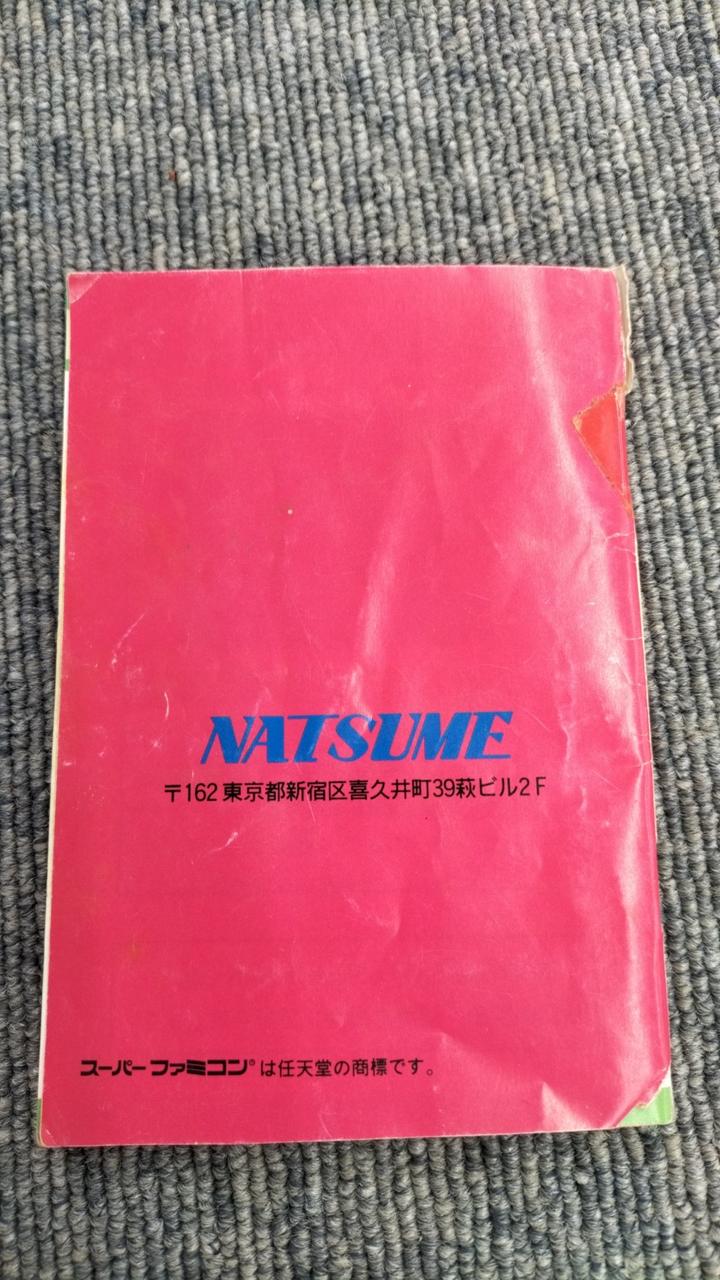 NATSUME
〒162 東京都新宿区喜久井町39萩ビル2F
スーパーファミコン®は任天堂の商標です。